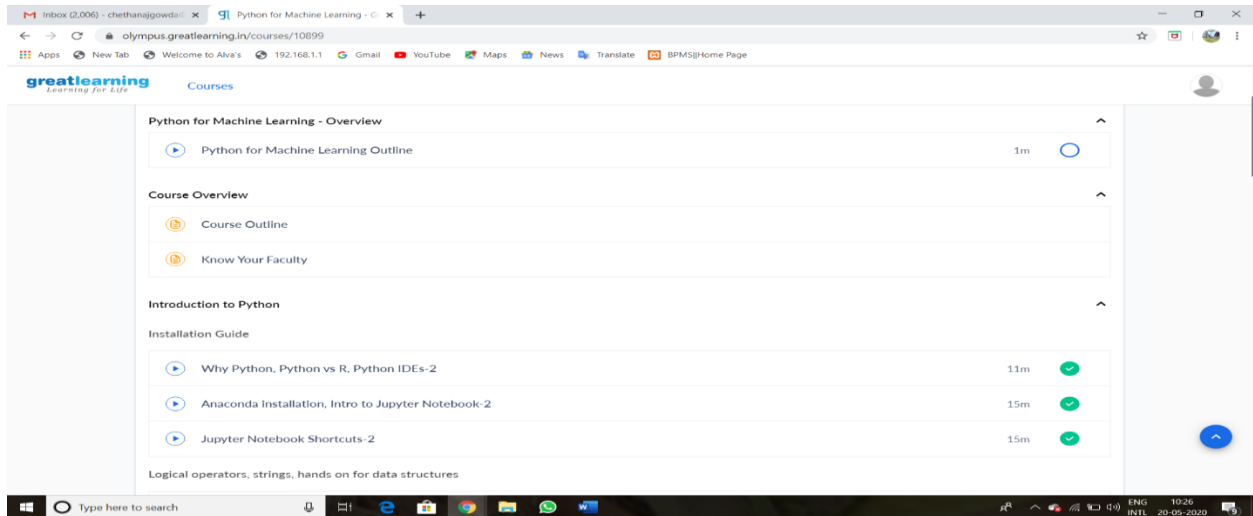 Inbox (2,006) - chethanajgowda
Python for Machine Learning - G
olympus.greatlearning.in/courses/10899
Apps New Tab Welcome to Alva's 192.168.1.1 Gmail YouTube Maps News Translate BPMS||Home Page
greatlearning
Learning for Life
Courses
Python for Machine Learning - Overview
Python for Machine Learning Outline 1m
Course Overview
Course Outline
Know Your Faculty
Introduction to Python
Installation Guide
Why Python, Python vs R, Python IDEs-2 11m
Anaconda installation, Intro to Jupyter Notebook-2 15m
Jupyter Notebook Shortcuts-2 15m
Logical operators, strings, hands on for data structures
Type here to search
ENG 10:26
INTL 20-05-2020